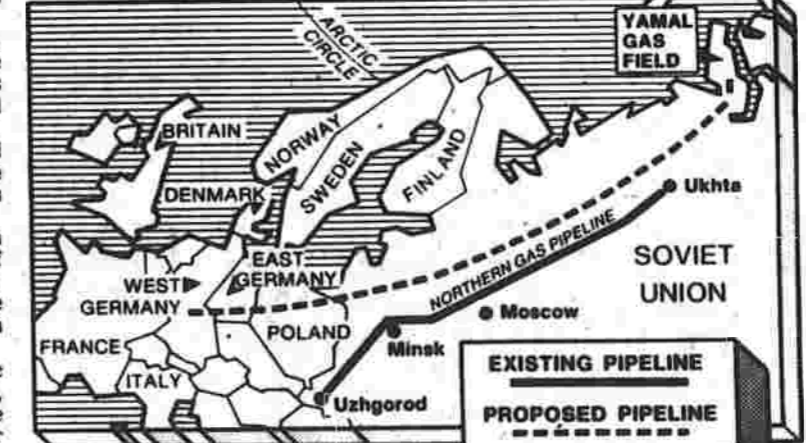 YAMAL
GAS
FIELD
ARCTIC
CIRCLE
BRITAIN
NORWAY
SWEDEN
FINLAND
DENMARK
Ukhta
NORTHERN GAS PIPELINE
SOVIET
UNION
EAST
GERMANY
WEST
GERMANY
POLAND
Moscow
Minsk
FRANCE
ITALY
Uzhgorod
EXISTING PIPELINE
PROPOSED PIPELINE